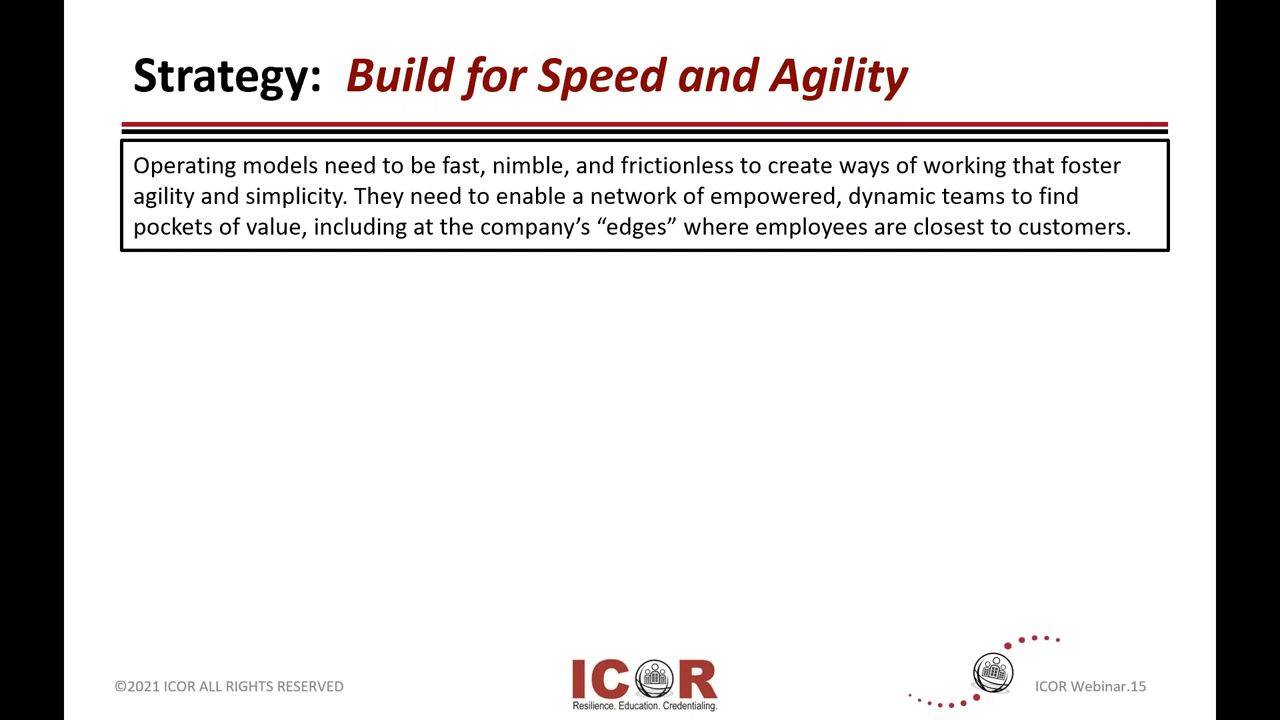 Strategy: Build for Speed and Agility
Operating models need to be fast, nimble, and frictionless to create ways of working that foster
agility and simplicity. They need to enable a network of empowered, dynamic teams to find
pockets of value, including at the company’s “edges” where employees are closest to customers.
©2021 ICOR ALL RIGHTS RESERVED
ICOR
Resilience. Education. Credentialing.
ICOR Webinar.15